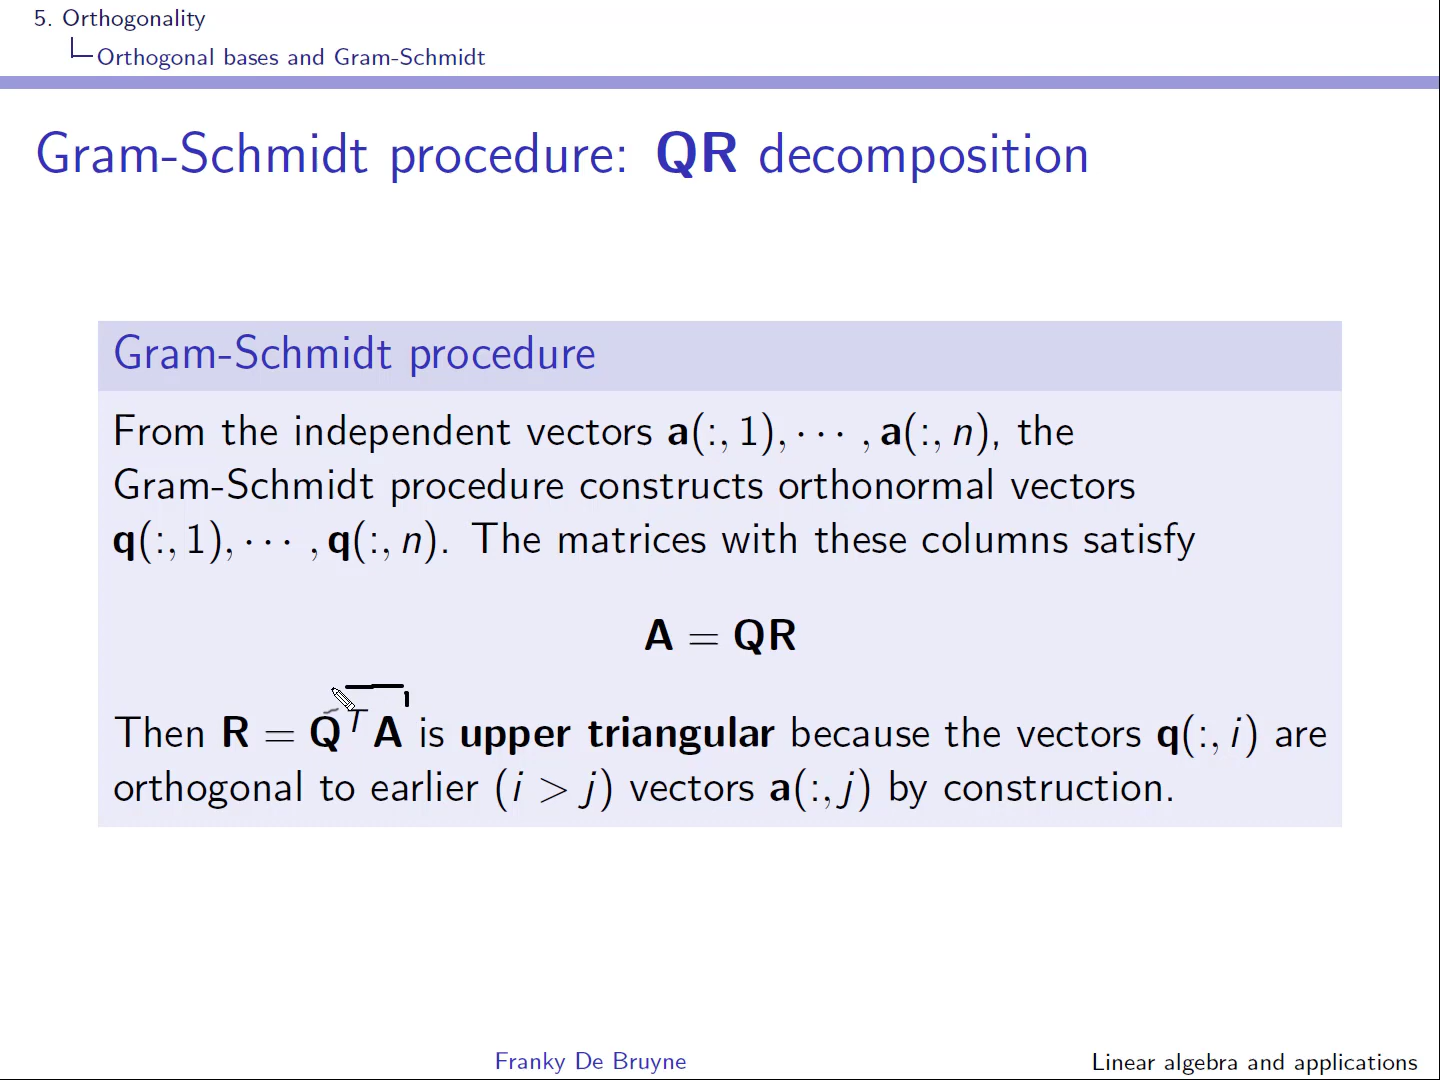 5. Orthogonality
Orthogonal bases and Gram-Schmidt
Gram-Schmidt procedure: QR decomposition
Gram-Schmidt procedure
From the independent vectors a(:, 1), ··· , a(:, n), the
Gram-Schmidt procedure constructs orthonormal vectors
q(:, 1), ··· , q(:, n). The matrices with these columns satisfy
A = QR
Then R = Qᵀ A is upper triangular because the vectors q(:, i) are
orthogonal to earlier (i > j) vectors a(:, j) by construction.
Franky De Bruyne
Linear algebra and applications